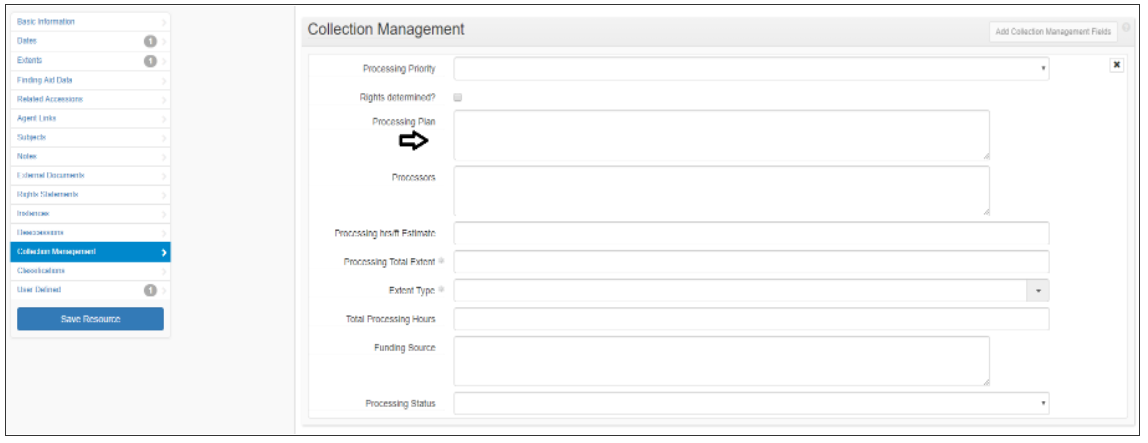 Basic Information
Dates 1
Extents 1
Finding Aid Data
Related Accessions
Agent Links
Subjects
Notes
External Documents
Rights Statements
Instances
Deaccessions
Collection Management
Classifications
User Defined 1
Save Resource
Collection Management
Add Collection Management Fields
Processing Priority
Rights determined?
Processing Plan
Processors
Processing hrs/ft Estimate
Processing Total Extent
Extent Type
Total Processing Hours
Funding Source
Processing Status